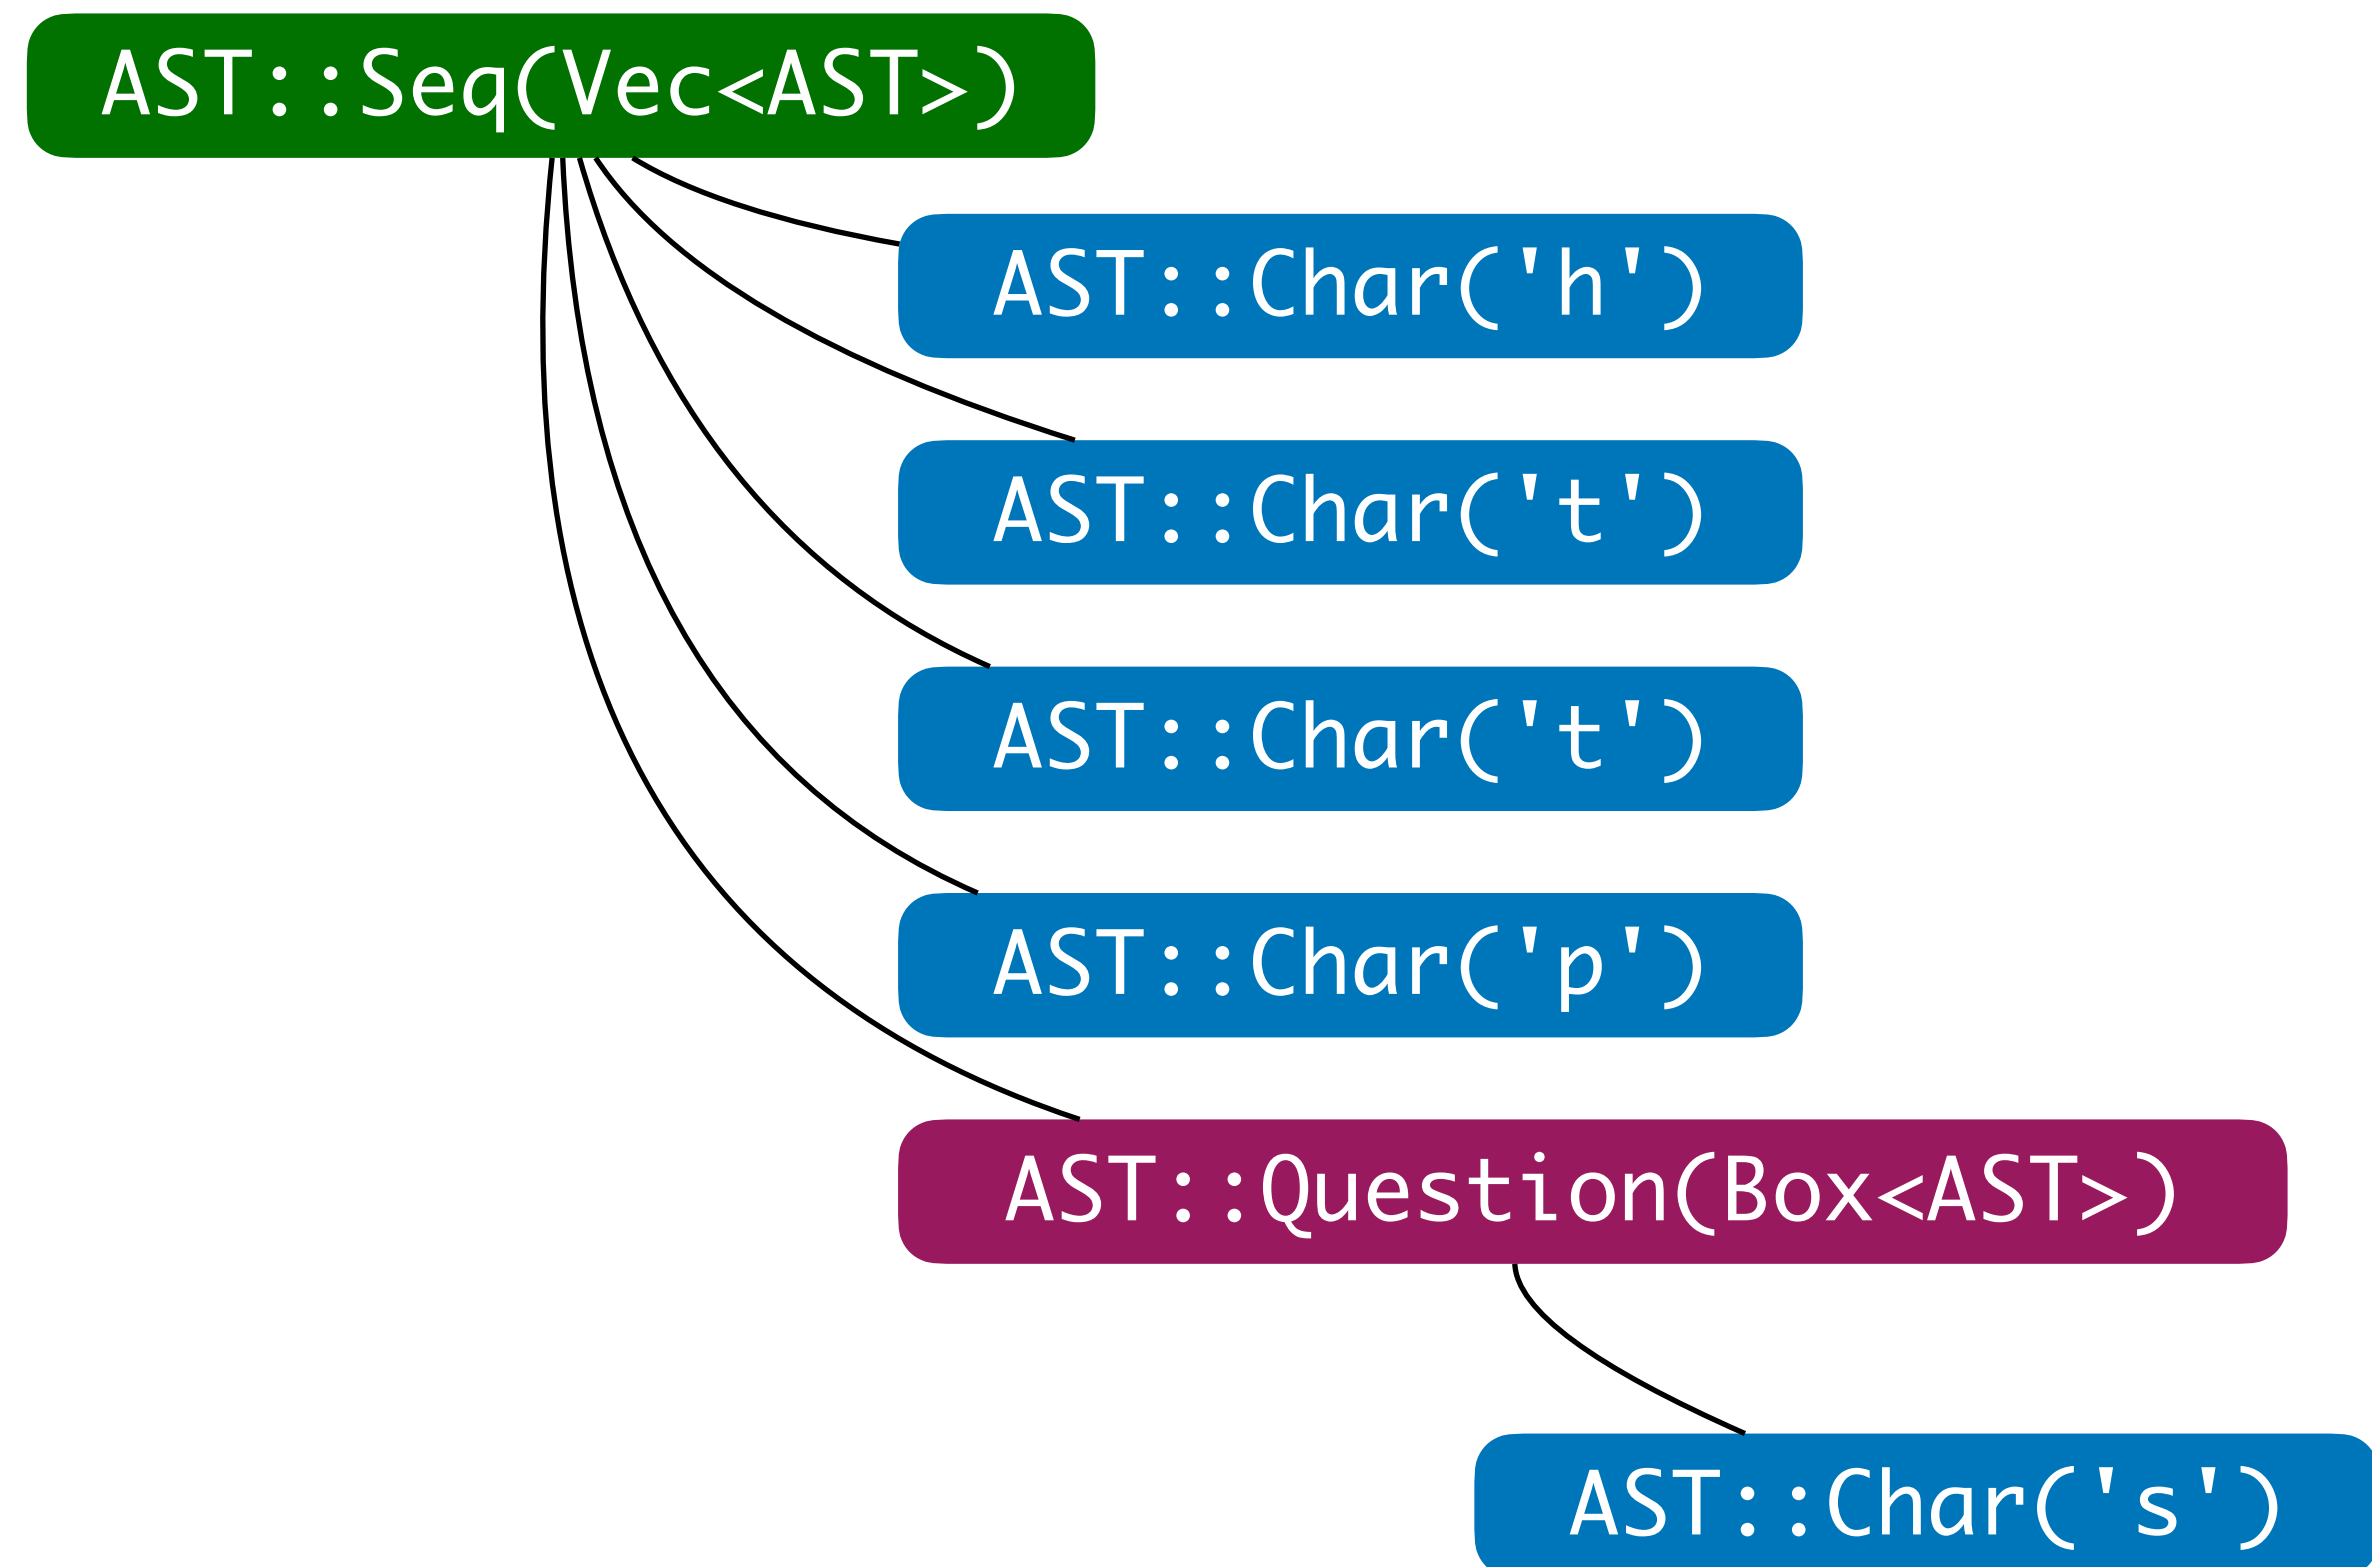 AST::Seq(Vec<AST>)
AST::Char('h')
AST::Char('t')
AST::Char('t')
AST::Char('p')
AST::Question(Box<AST>)
AST::Char('s')